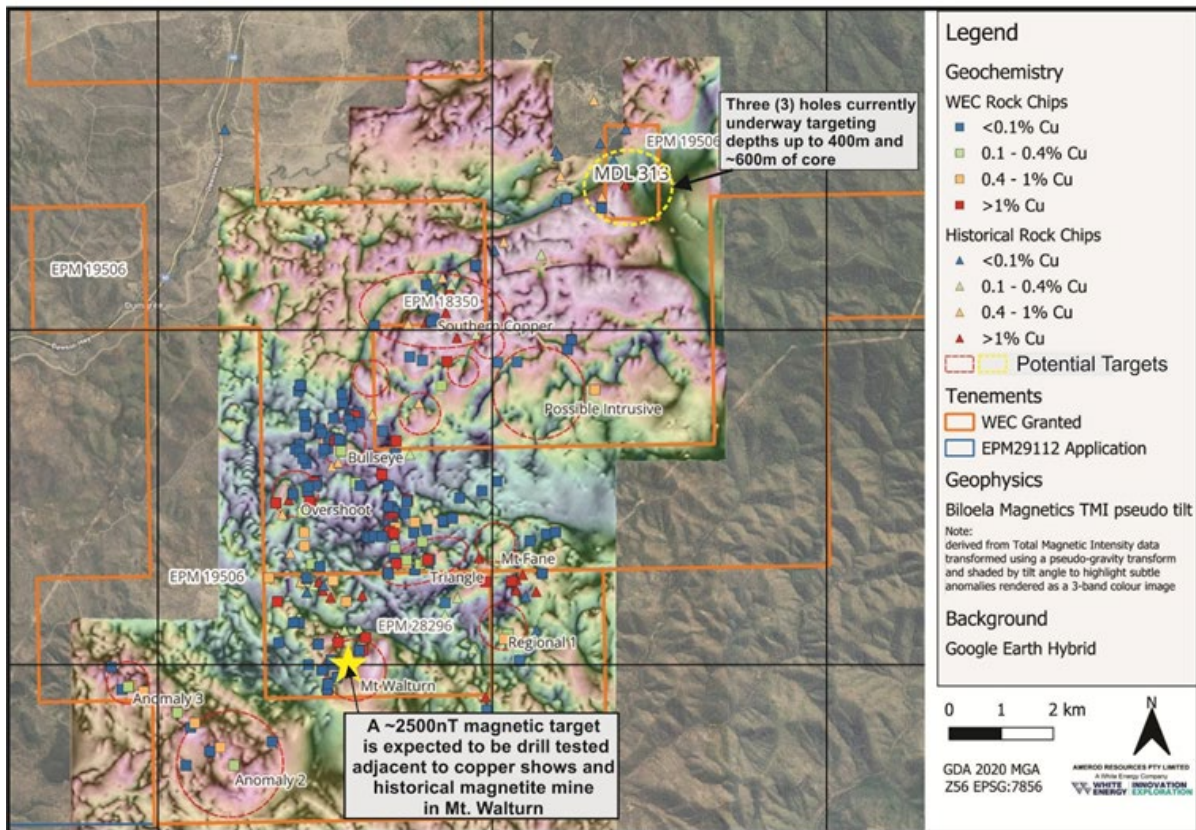 Three (3) holes currently
underway targeting
depths up to 400m and
~600m of core
EPM 19506
MDL 313
EPM 19506
EPM 18350
Southern Copper
Possible Intrusive
Bullseye
Overshoot
Mt Fane
Triangle
EPM 19506
EPM 28296
Regional 1
Mt Walturn
Anomaly 3
Anomaly 2
A ~2500nT magnetic target
is expected to be drill tested
adjacent to copper shows and
historical magnetite mine
in Mt. Walturn
Legend
Geochemistry
WEC Rock Chips
<0.1% Cu
0.1 - 0.4% Cu
0.4 - 1% Cu
>1% Cu
Historical Rock Chips
<0.1% Cu
0.1 - 0.4% Cu
0.4 - 1% Cu
>1% Cu
Potential Targets
Tenements
WEC Granted
EPM29112 Application
Geophysics
Biloela Magnetics TMI pseudo tilt
Note:
derived from Total Magnetic Intensity data
transformed using a pseudo-gravity transform
and shaded by tilt angle to highlight subtle
anomalies rendered as a 3-band colour image
Background
Google Earth Hybrid
0 1 2 km
N
GDA 2020 MGA
Z56 EPSG:7856
AMEROD RESOURCES PTY LIMITED
A White Energy Company
WHITE ENERGY
INNOVATION EXPLORATION